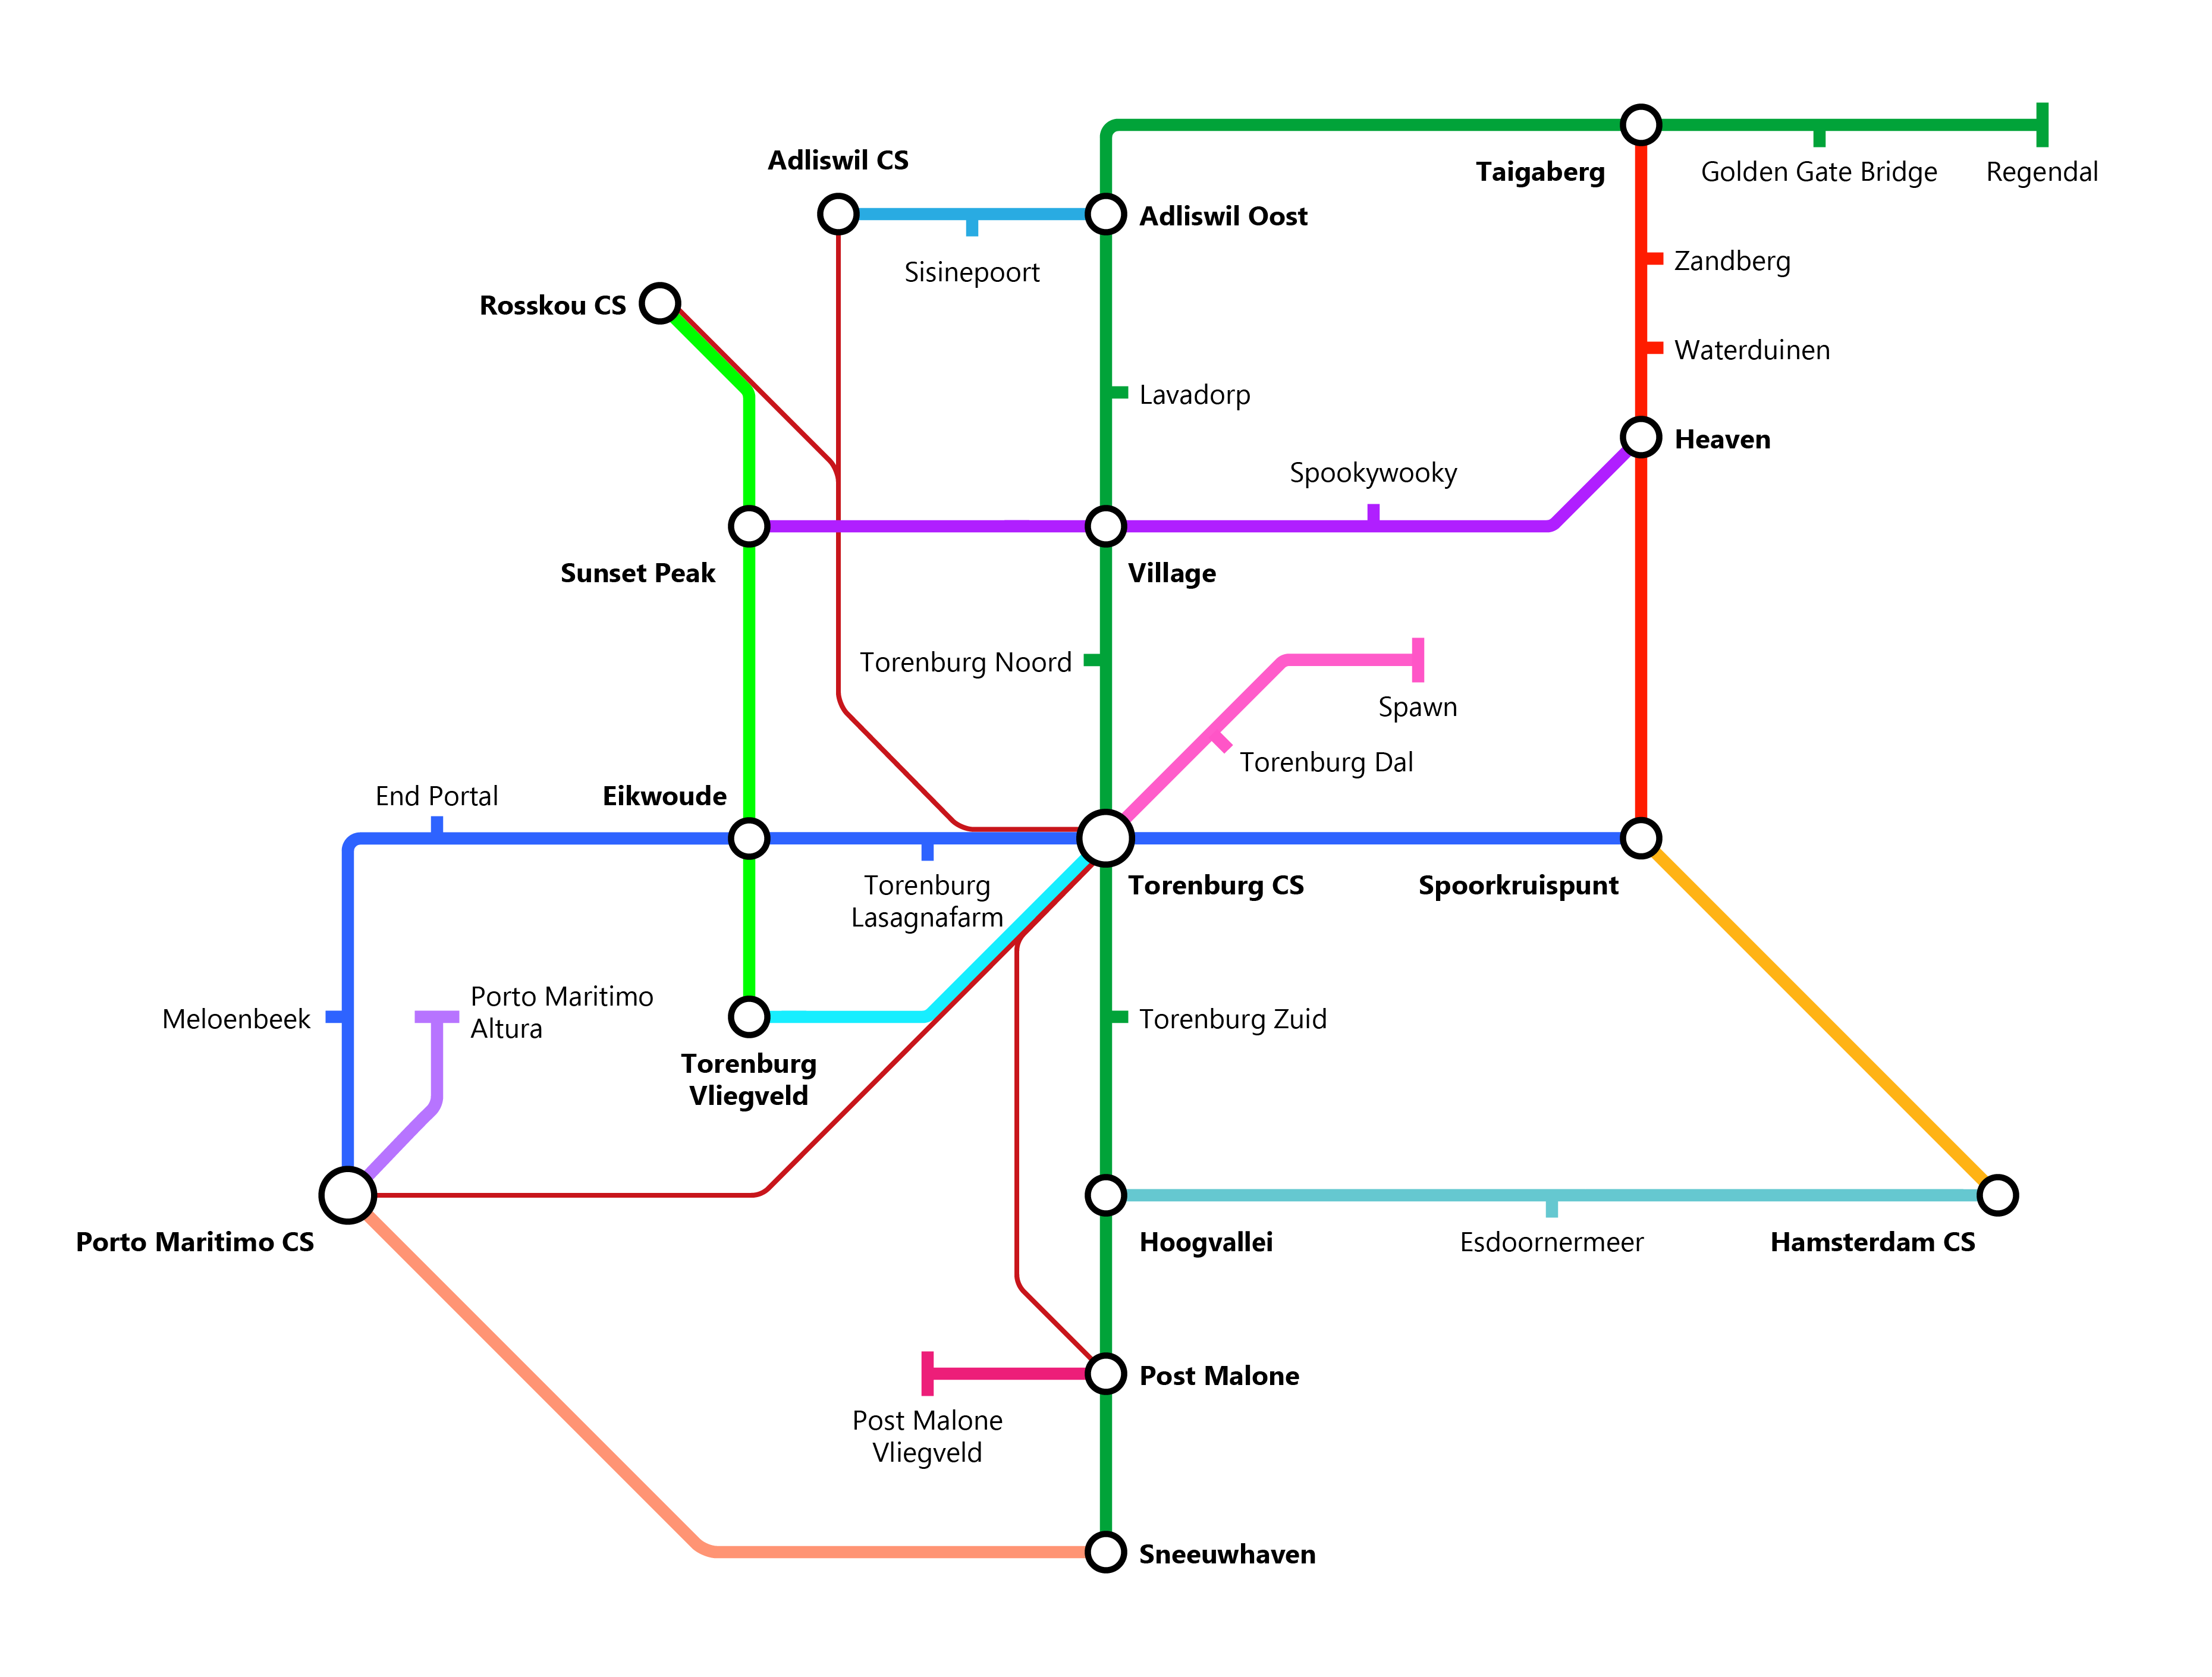 Adliswil CS
Taigaberg
Golden Gate Bridge
Regendal
Adliswil Oost
Sisinepoort
Zandberg
Rosskou CS
Waterduinen
Lavadorp
Heaven
Spookywooky
Sunset Peak
Village
Torenburg Noord
Spawn
Torenburg Dal
End Portal
Eikwoude
Torenburg
Lasagnafarm
Torenburg CS
Spoorkruispunt
Porto Maritimo
Altura
Meloenbeek
Torenburg Zuid
Torenburg
Vliegveld
Porto Maritimo CS
Hoogvallei
Esdoornermeer
Hamsterdam CS
Post Malone
Post Malone
Vliegveld
Sneeuwhaven